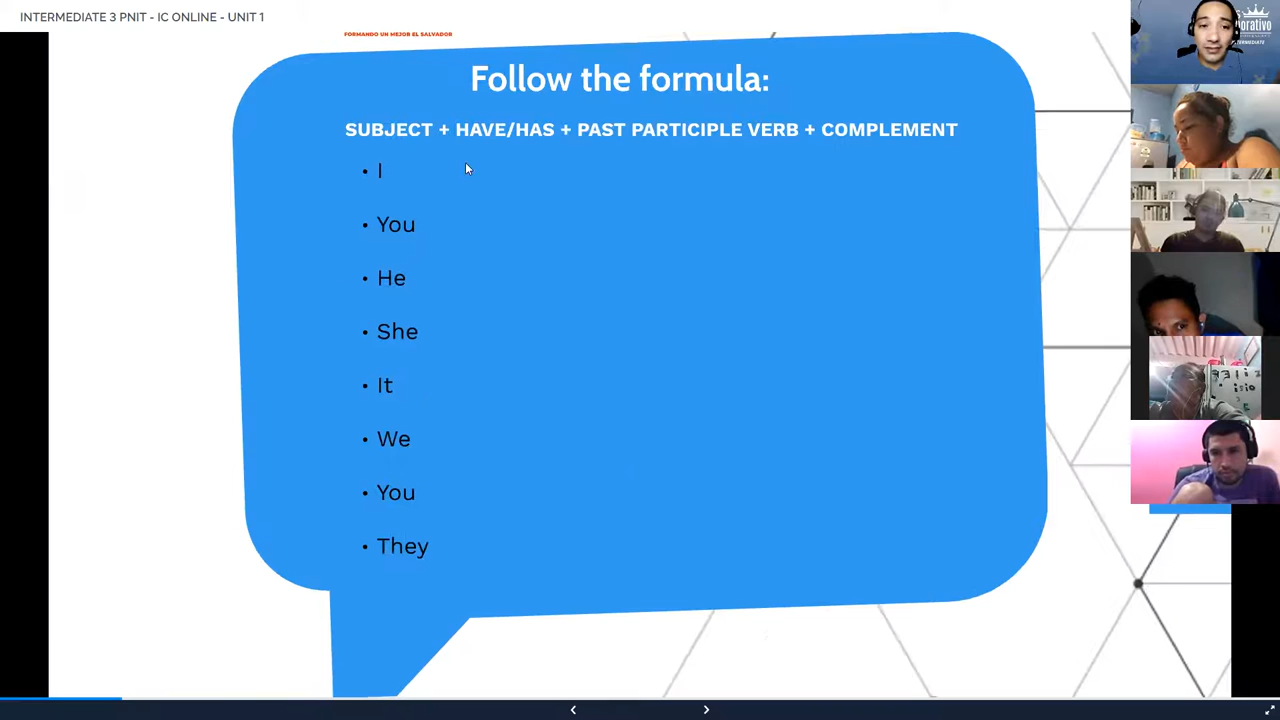 INTERMEDIATE 3 PNIT - IC ONLINE - UNIT 1
FORMANDO UN MEJOR EL SALVADOR
Follow the formula:
SUBJECT + HAVE/HAS + PAST PARTICIPLE VERB + COMPLEMENT
• I
• You
• He
• She
• It
• We
• You
• They